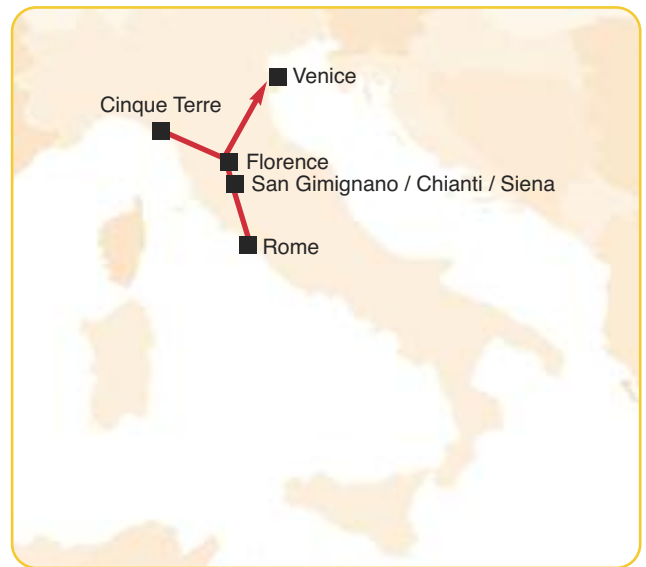 Venice
Cinque Terre
Florence
San Gimignano / Chianti / Siena
Rome